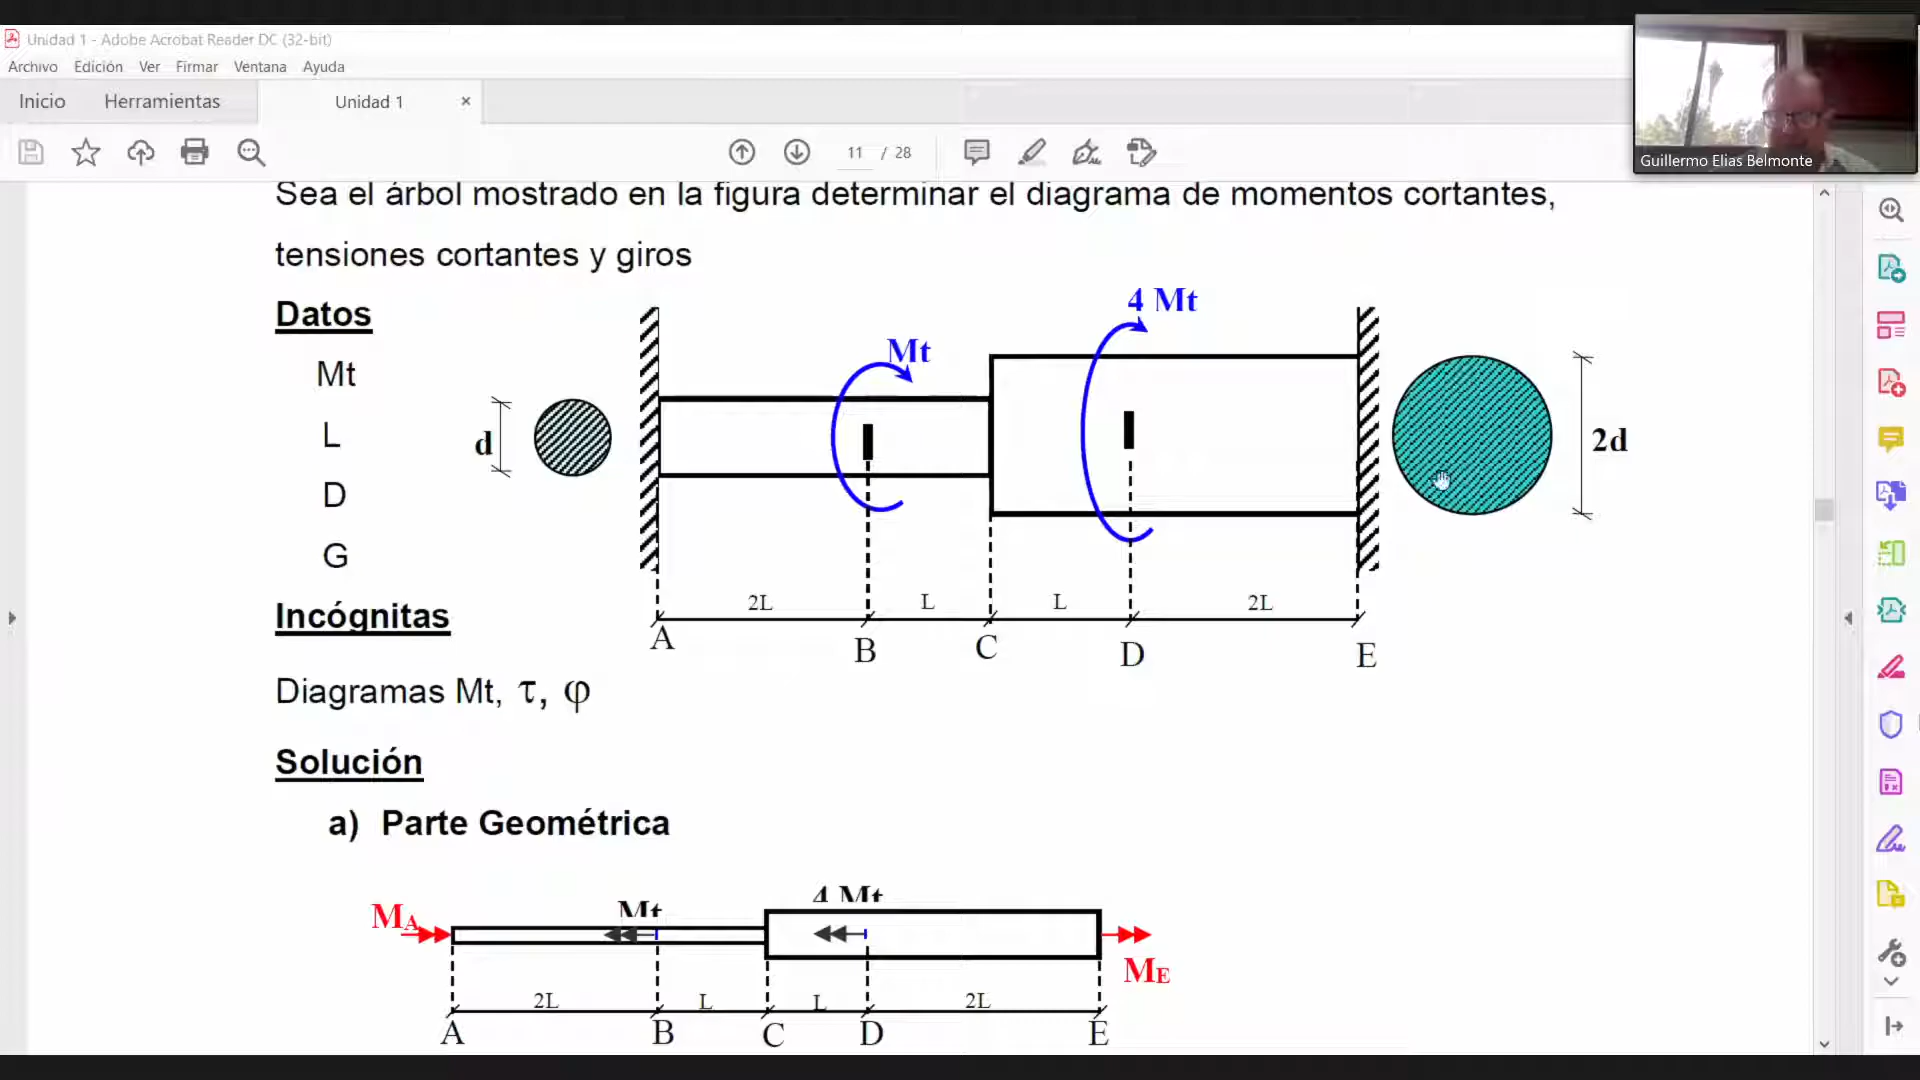 Unidad 1 - Adobe Acrobat Reader DC (32-bit)
Archivo Edición Ver Firmar Ventana Ayuda
Inicio Herramientas Unidad 1 ×
11 / 28
Guillermo Elias Belmonte
Sea el árbol mostrado en la figura determinar el diagrama de momentos cortantes,
tensiones cortantes y giros
Datos
Mt
L
D
G
4 Mt
Mt
d
2d
2L L L 2L
A B C D E
Incógnitas
Diagramas Mt, τ, φ
Solución
a) Parte Geométrica
MA Mt 4 Mt ME
2L L L 2L
A B C D E